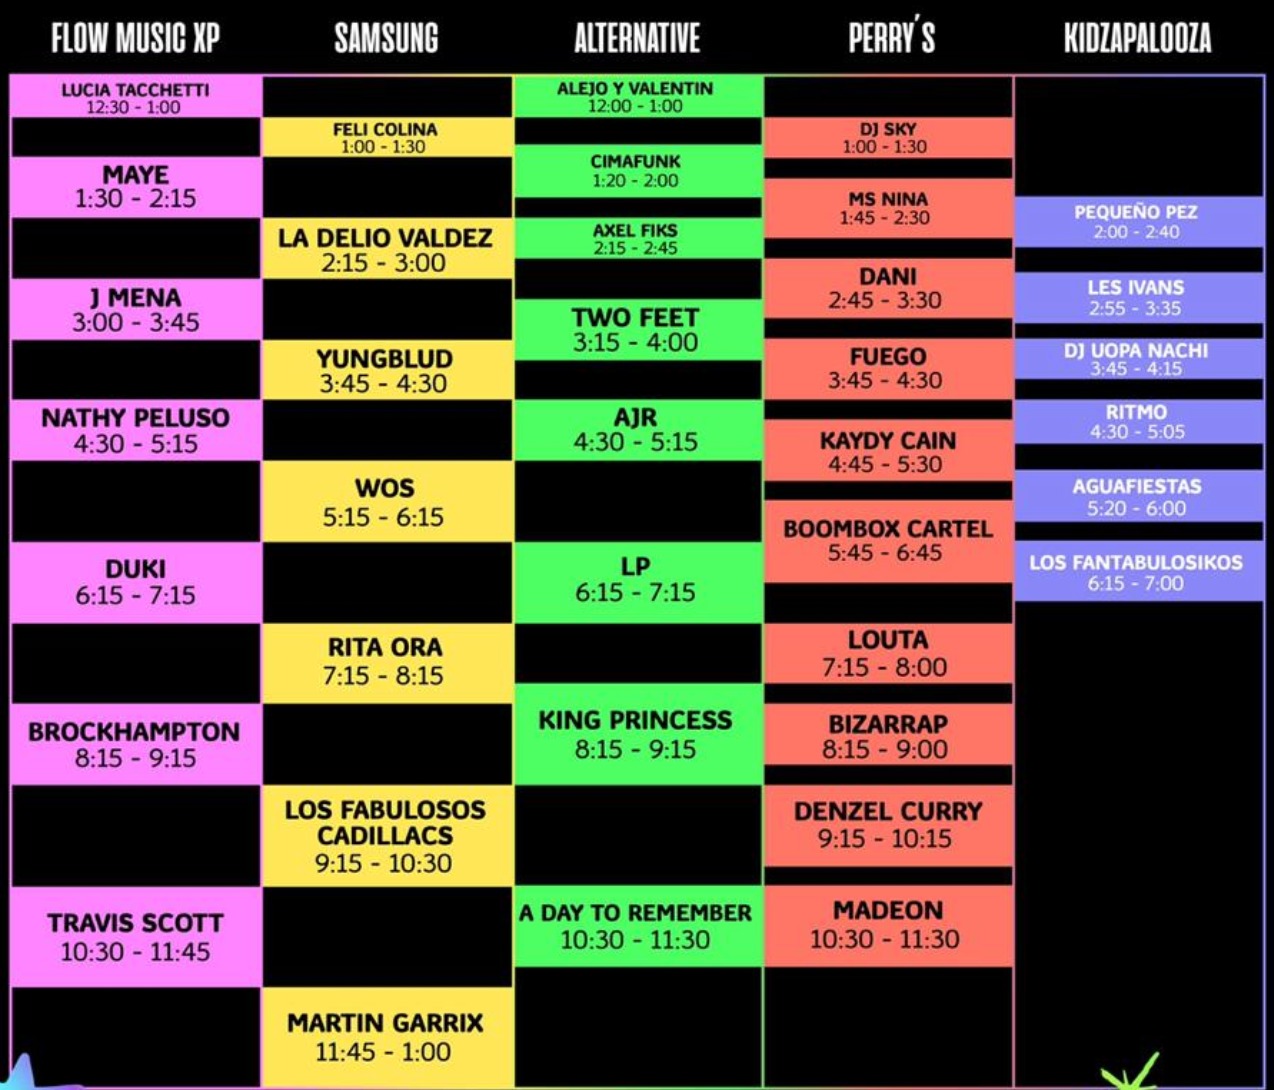 FLOW MUSIC XP
SAMSUNG
ALTERNATIVE
PERRY´S
KIDZAPALOOZA
LUCIA TACCHETTI
12:30 - 1:00
MAYE
1:30 - 2:15
J MENA
3:00 - 3:45
NATHY PELUSO
4:30 - 5:15
DUKI
6:15 - 7:15
BROCKHAMPTON
8:15 - 9:15
TRAVIS SCOTT
10:30 - 11:45
FELI COLINA
1:00 - 1:30
LA DELIO VALDEZ
2:15 - 3:00
YUNGBLUD
3:45 - 4:30
WOS
5:15 - 6:15
RITA ORA
7:15 - 8:15
LOS FABULOSOS
CADILLACS
9:15 - 10:30
MARTIN GARRIX
11:45 - 1:00
ALEJO Y VALENTIN
12:00 - 1:00
CIMAFUNK
1:20 - 2:00
AXEL FIKS
2:15 - 2:45
TWO FEET
3:15 - 4:00
AJR
4:30 - 5:15
LP
6:15 - 7:15
KING PRINCESS
8:15 - 9:15
A DAY TO REMEMBER
10:30 - 11:30
DJ SKY
1:00 - 1:30
MS NINA
1:45 - 2:30
DANI
2:45 - 3:30
FUEGO
3:45 - 4:30
KAYDY CAIN
4:45 - 5:30
BOOMBOX CARTEL
5:45 - 6:45
LOUTA
7:15 - 8:00
BIZARRAP
8:15 - 9:00
DENZEL CURRY
9:15 - 10:15
MADEON
10:30 - 11:30
PEQUEÑO PEZ
2:00 - 2:40
LES IVANS
2:55 - 3:35
DJ UOPA NACHI
3:45 - 4:15
RITMO
4:30 - 5:05
AGUAFIESTAS
5:20 - 6:00
LOS FANTABULOSIKOS
6:15 - 7:00